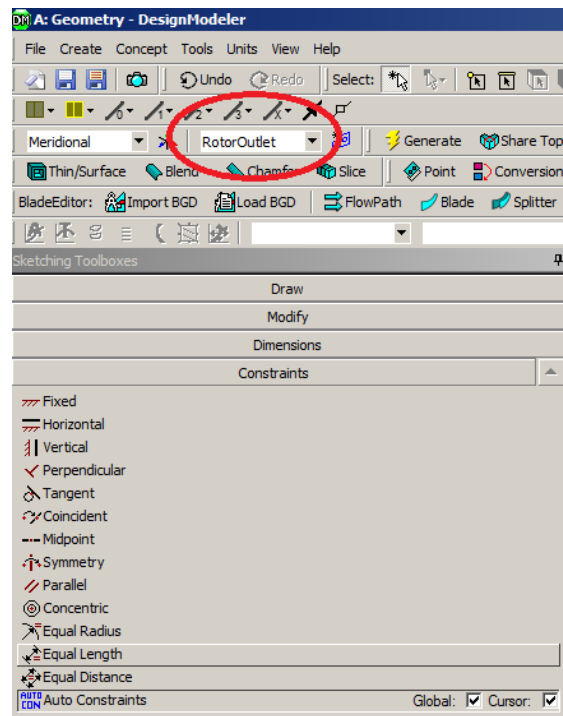 DM A: Geometry - DesignModeler
File Create Concept Tools Units View Help
Undo Redo Select:
Meridional RotorOutlet Generate Share Top
Thin/Surface Blend Chamfer Slice Point Conversion
BladeEditor: Import BGD Load BGD FlowPath Blade Splitter
Sketching Toolboxes
Draw
Modify
Dimensions
Constraints
Fixed
Horizontal
Vertical
Perpendicular
Tangent
Coincident
Midpoint
Symmetry
Parallel
Concentric
Equal Radius
Equal Length
Equal Distance
AUTO CON Auto Constraints Global: Cursor: